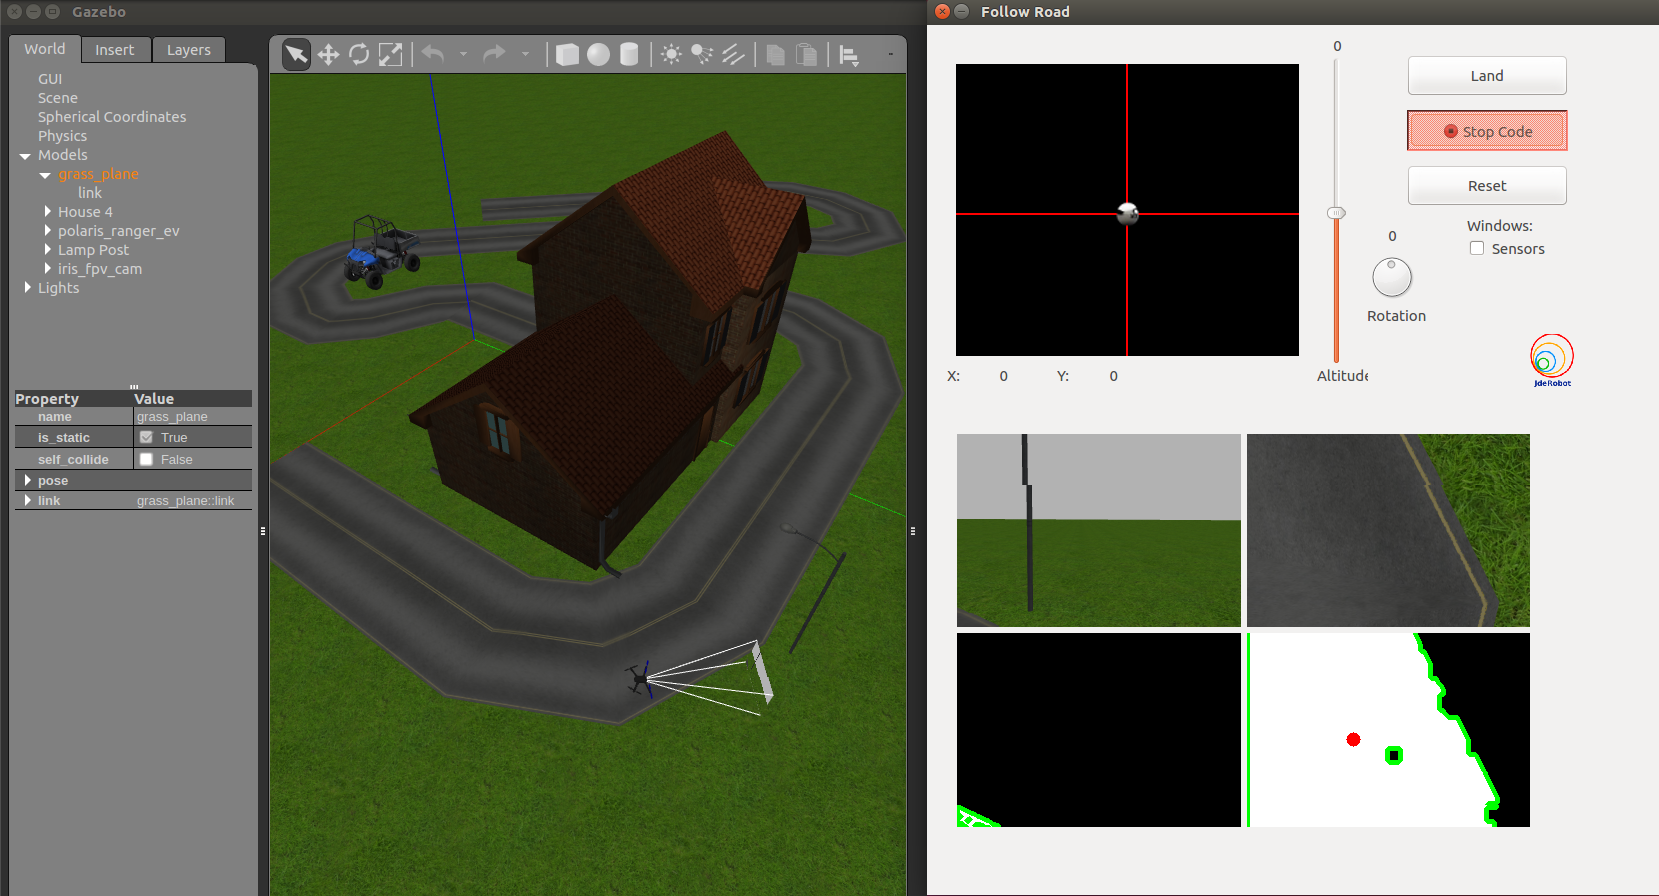 Gazebo
World Insert Layers
GUI
Scene
Spherical Coordinates
Physics
Models
grass_plane
link
House 4
polaris_ranger_ev
Lamp Post
iris_fpv_cam
Lights
Property Value
name grass_plane
is_static True
self_collide False
pose
link grass_plane::link
Follow Road
0
Land
Stop Code
Reset
Windows:
Sensors
0
Rotation
X: 0 Y: 0
Altitude
JdeRobot